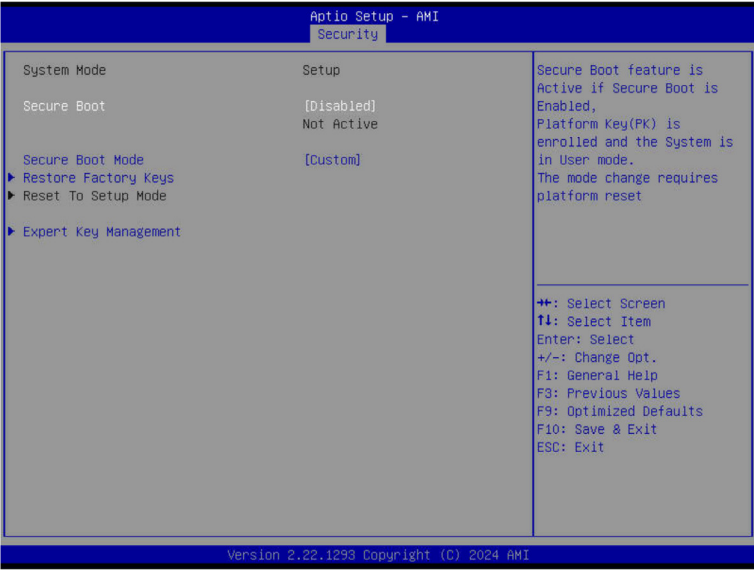 Aptio Setup - AMI
Security
System Mode Setup
Secure Boot [Disabled]
Not Active
Secure Boot Mode [Custom]
Restore Factory Keys
Reset To Setup Mode
Expert Key Management
Secure Boot feature is
Active if Secure Boot is
Enabled,
Platform Key(PK) is
enrolled and the System is
in User mode.
The mode change requires
platform reset
→←: Select Screen
↑↓: Select Item
Enter: Select
+/-: Change Opt.
F1: General Help
F3: Previous Values
F9: Optimized Defaults
F10: Save & Exit
ESC: Exit
Version 2.22.1293 Copyright (C) 2024 AMI